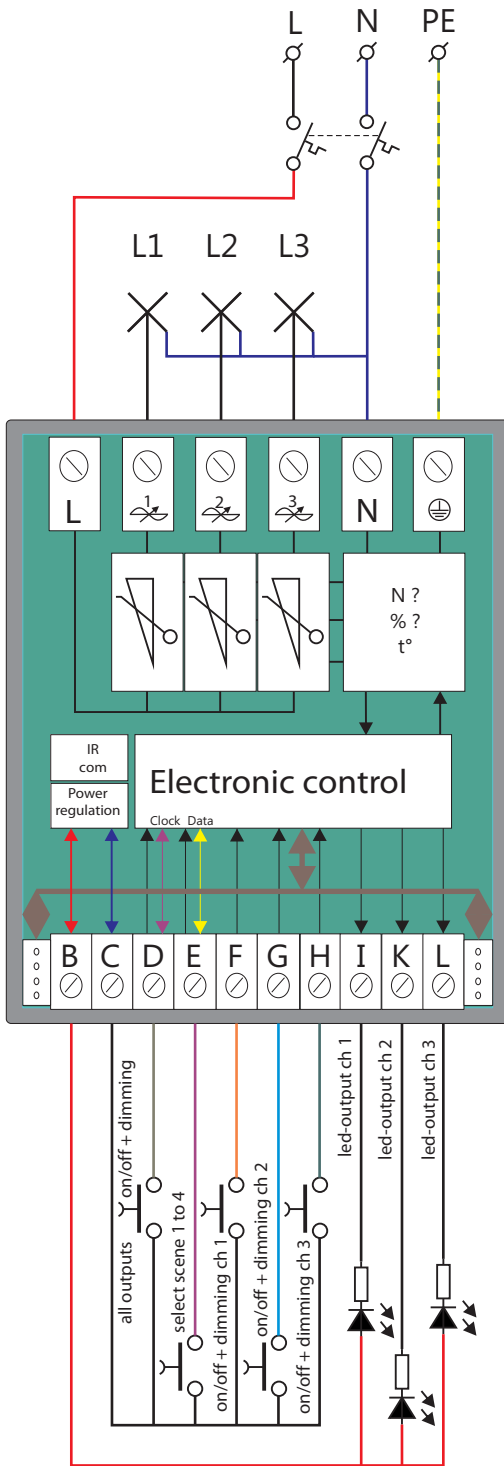 L N PE
L1 L2 L3
L 1 2 3 N
N ?
% ?
t°
IR
com
Power
regulation
Electronic control
Clock Data
B C D E F G H I K L
on/off + dimming
all outputs
select scene 1 to 4
on/off + dimming ch 1
on/off + dimming ch 2
on/off + dimming ch 3
led-output ch 1
led-output ch 2
led-output ch 3